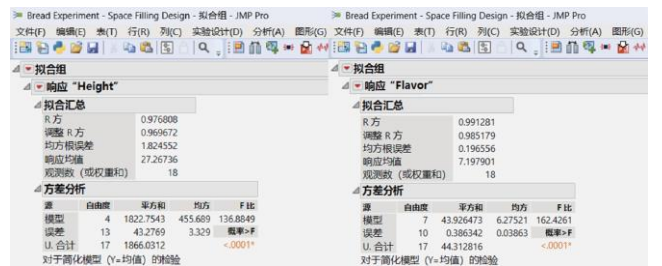 Bread Experiment - Space Filling Design - 拟合组 - JMP Pro
文件(F) 编辑(E) 表(T) 行(R) 列(C) 实验设计(D) 分析(A) 图形(G)
拟合组
响应 "Height"
拟合汇总
R 方 0.976808
调整 R 方 0.969672
均方根误差 1.824552
响应均值 27.26736
观测数（或权重和） 18
方差分析
源 自由度 平方和 均方 F 比
模型 4 1822.7543 455.689 136.8849
误差 13 43.2769 3.329 概率>F
U. 合计 17 1866.0312 <.0001*
对于简化模型 (Y=均值) 的检验
Bread Experiment - Space Filling Design - 拟合组 - JMP Pro
文件(F) 编辑(E) 表(T) 行(R) 列(C) 实验设计(D) 分析(A) 图形(G)
拟合组
响应 "Flavor"
拟合汇总
R 方 0.991281
调整 R 方 0.985179
均方根误差 0.196556
响应均值 7.197901
观测数（或权重和） 18
方差分析
源 自由度 平方和 均方 F 比
模型 7 43.926473 6.27521 162.4261
误差 10 0.386342 0.03863 概率>F
U. 合计 17 44.312816 <.0001*
对于简化模型 (Y=均值) 的检验